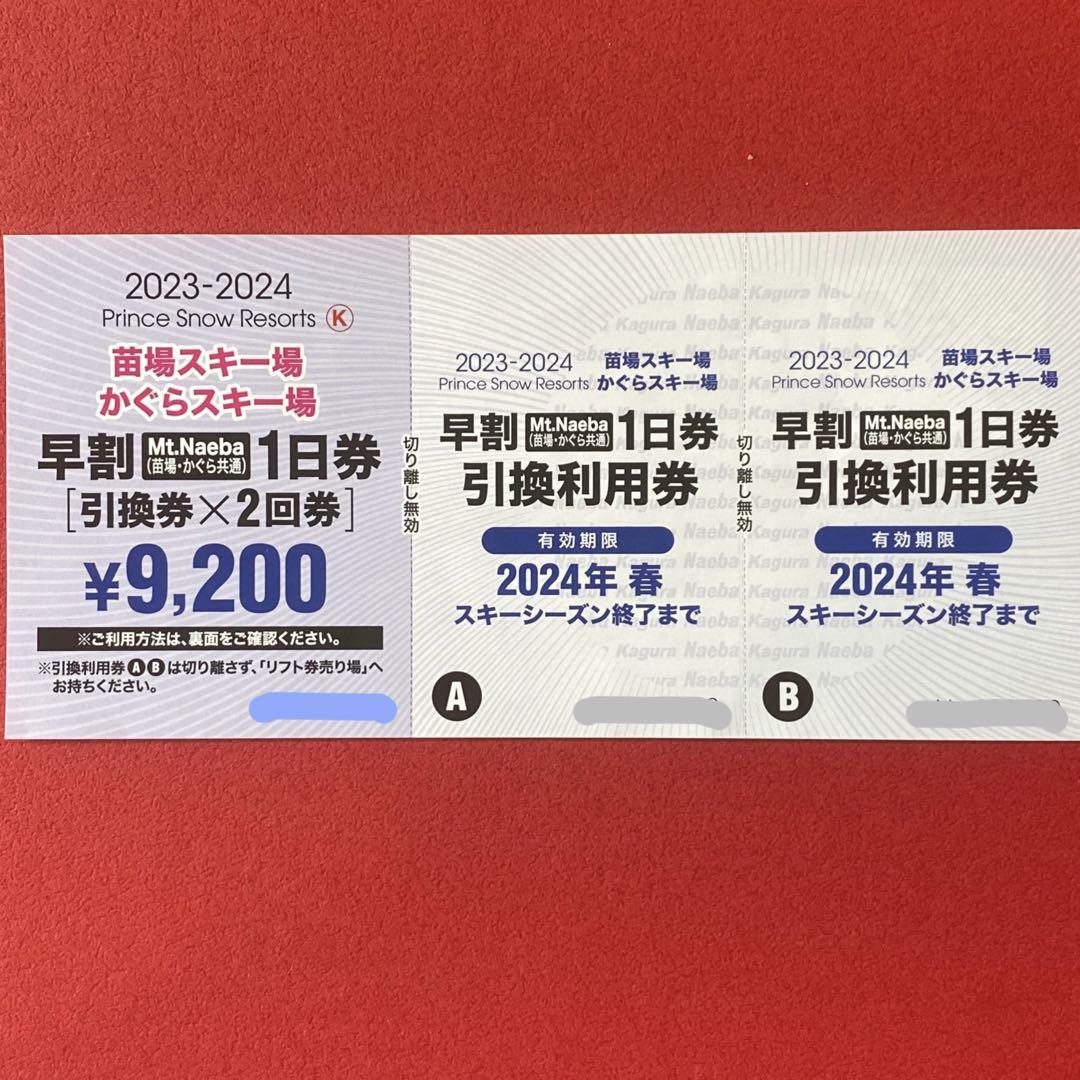 2023-2024
Prince Snow Resorts Ⓚ
苗場スキー場
かぐらスキー場
早割 Mt.Naeba (苗場・かぐら共通) 1日券
[引換券×2回券]
¥9,200
※ご利用方法は、裏面をご確認ください。
※引換利用券ABは切り離さず、「リフト券売り場」へ
お持ちください。
切り離し無効
2023-2024 苗場スキー場
Prince Snow Resorts かぐらスキー場
早割 Mt.Naeba (苗場・かぐら共通) 1日券
引換利用券
有効期限
2024年 春
スキーシーズン終了まで
A
切り離し無効
2023-2024 苗場スキー場
Prince Snow Resorts かぐらスキー場
早割 Mt.Naeba (苗場・かぐら共通) 1日券
引換利用券
有効期限
2024年 春
スキーシーズン終了まで
B